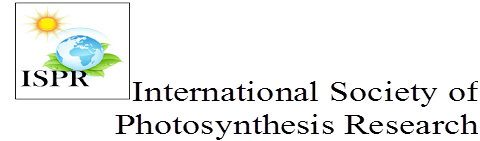 ISPR
International Society of
Photosynthesis Research